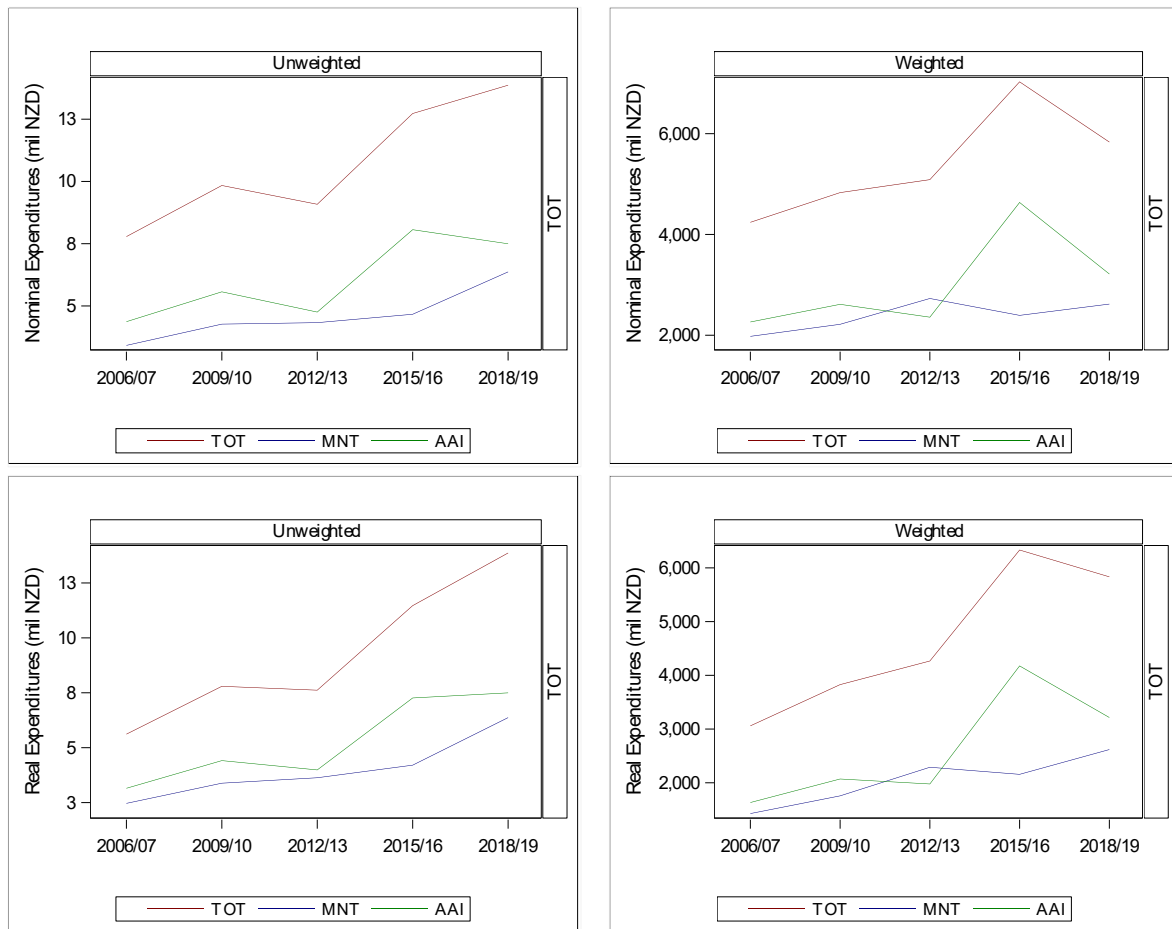 Unweighted
Nominal Expenditures (mil NZD)
13
10
8
5
TOT
2006/07 2009/10 2012/13 2015/16 2018/19
TOT MNT AAI
Weighted
Nominal Expenditures (mil NZD)
6,000
4,000
2,000
TOT
2006/07 2009/10 2012/13 2015/16 2018/19
TOT MNT AAI
Unweighted
Real Expenditures (mil NZD)
13
10
8
5
3
TOT
2006/07 2009/10 2012/13 2015/16 2018/19
TOT MNT AAI
Weighted
Real Expenditures (mil NZD)
6,000
5,000
4,000
3,000
2,000
TOT
2006/07 2009/10 2012/13 2015/16 2018/19
TOT MNT AAI